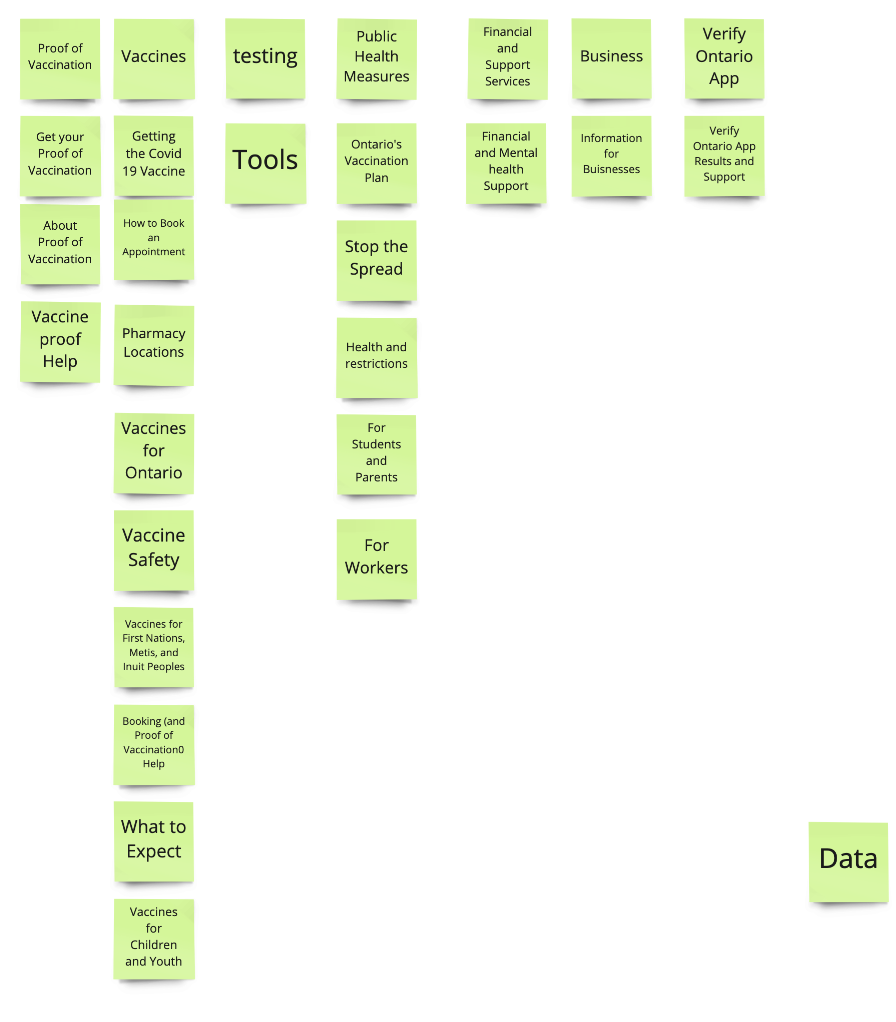 Proof of
Vaccination
Vaccines
testing
Public
Health
Measures
Financial
and
Support
Services
Business
Verify
Ontario
App
Get your
Proof of
Vaccination
Getting
the Covid
19 Vaccine
Tools
Ontario's
Vaccination
Plan
Financial
and Mental
health
Support
Information
for
Buisnesses
Verify
Ontario App
Results and
Support
About
Proof of
Vaccination
How to Book
an
Appointment
Stop the
Spread
Vaccine
proof
Help
Pharmacy
Locations
Health and
restrictions
Vaccines
for
Ontario
For
Students
and
Parents
Vaccine
Safety
For
Workers
Vaccines for
First Nations,
Metis, and
Inuit Peoples
Booking (and
Proof of
Vaccination0
Help
What to
Expect
Data
Vaccines
for
Children
and Youth